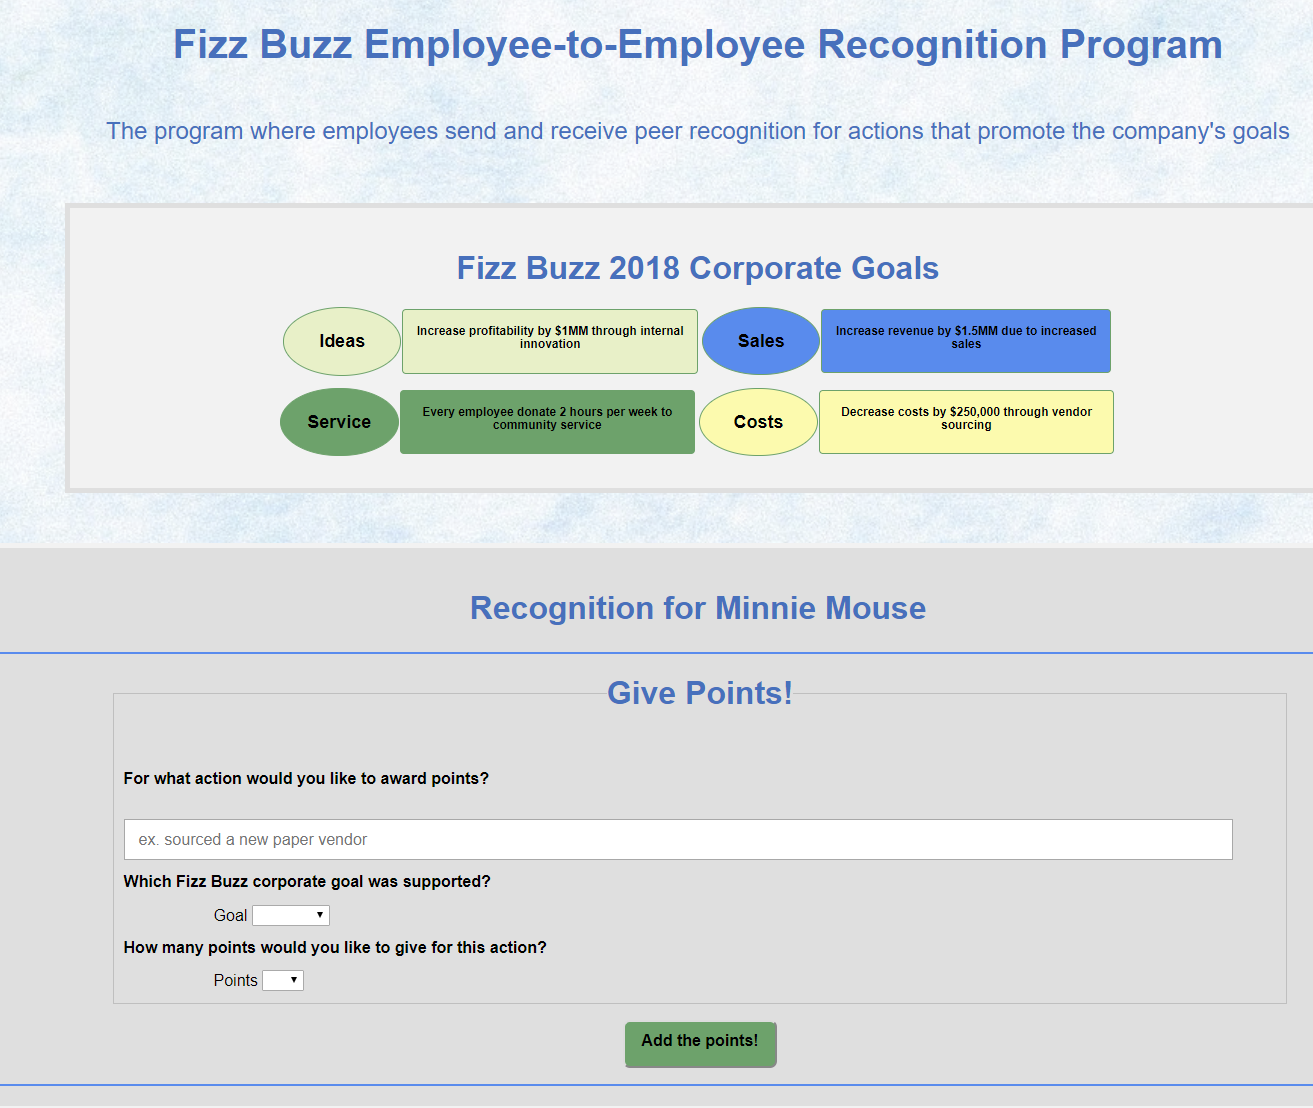 Fizz Buzz Employee-to-Employee Recognition Program
The program where employees send and receive peer recognition for actions that promote the company's goals
Fizz Buzz 2018 Corporate Goals
Ideas
Increase profitability by $1MM through internal
innovation
Sales
Increase revenue by $1.5MM due to increased
sales
Service
Every employee donate 2 hours per week to
community service
Costs
Decrease costs by $250,000 through vendor
sourcing
Recognition for Minnie Mouse
Give Points!
For what action would you like to award points?
ex. sourced a new paper vendor
Which Fizz Buzz corporate goal was supported?
Goal
How many points would you like to give for this action?
Points
Add the points!